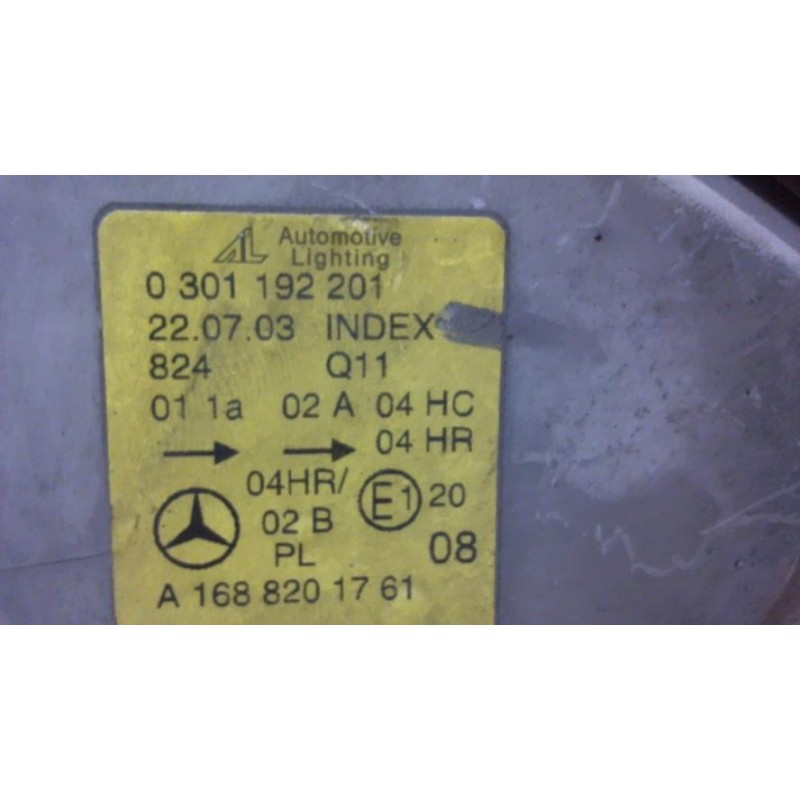 Automotive
Lighting
0 301 192 201
22.07.03 INDEX
824 Q11
01 1a 02 A 04 HC
04 HR
04HR/ E1 20
02 B
PL 08
A 168 820 17 61